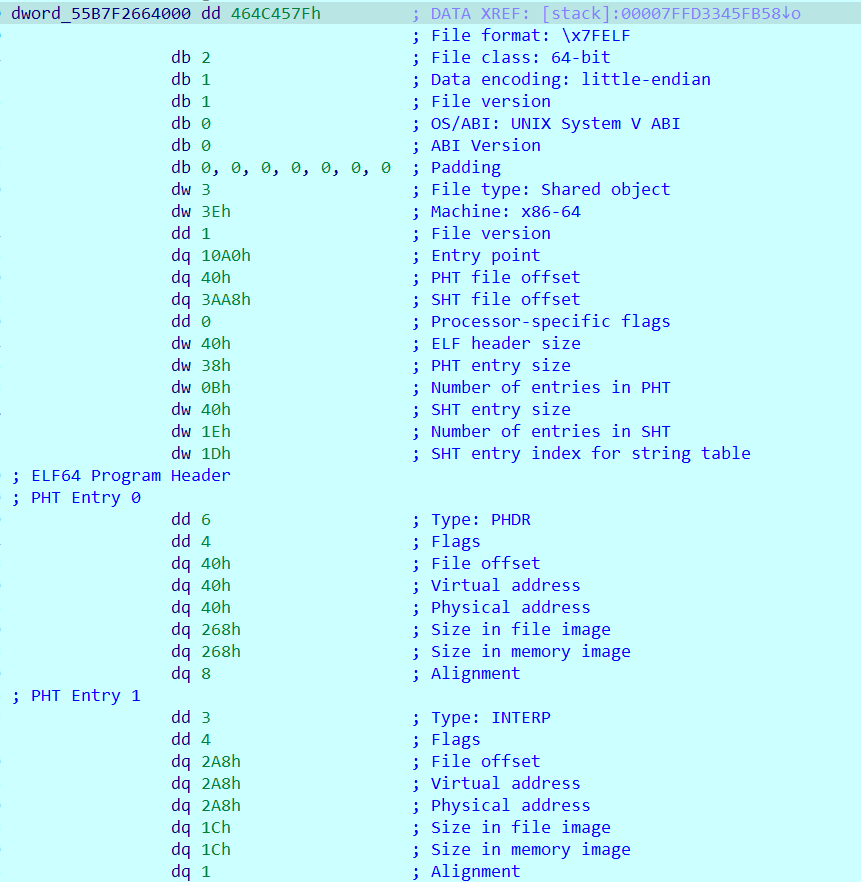 dword_55B7F2664000 dd 464C457Fh ; DATA XREF: [stack]:00007FFD3345FB58↓o
; File format: \x7FELF
db 2 ; File class: 64-bit
db 1 ; Data encoding: little-endian
db 1 ; File version
db 0 ; OS/ABI: UNIX System V ABI
db 0 ; ABI Version
db 0, 0, 0, 0, 0, 0, 0 ; Padding
dw 3 ; File type: Shared object
dw 3Eh ; Machine: x86-64
dd 1 ; File version
dq 10A0h ; Entry point
dq 40h ; PHT file offset
dq 3AA8h ; SHT file offset
dd 0 ; Processor-specific flags
dw 40h ; ELF header size
dw 38h ; PHT entry size
dw 0Bh ; Number of entries in PHT
dw 40h ; SHT entry size
dw 1Eh ; Number of entries in SHT
dw 1Dh ; SHT entry index for string table
; ELF64 Program Header
; PHT Entry 0
dd 6 ; Type: PHDR
dd 4 ; Flags
dq 40h ; File offset
dq 40h ; Virtual address
dq 40h ; Physical address
dq 268h ; Size in file image
dq 268h ; Size in memory image
dq 8 ; Alignment
; PHT Entry 1
dd 3 ; Type: INTERP
dd 4 ; Flags
dq 2A8h ; File offset
dq 2A8h ; Virtual address
dq 2A8h ; Physical address
dq 1Ch ; Size in file image
dq 1Ch ; Size in memory image
dq 1 ; Alignment